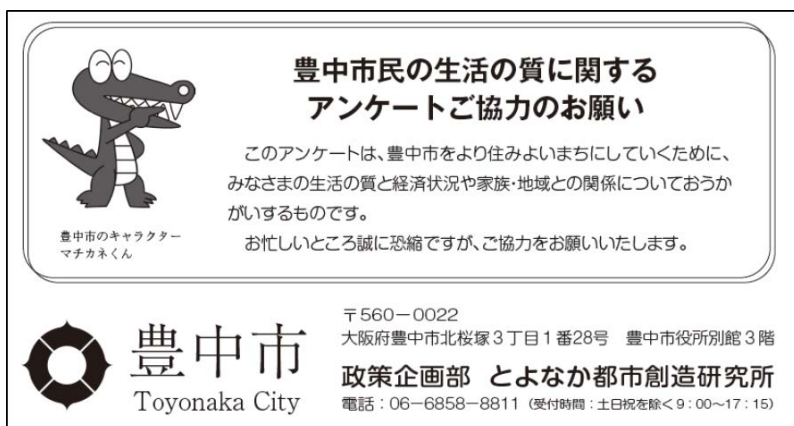 豊中市民の生活の質に関する
アンケートご協力のお願い
このアンケートは、豊中市をより住みよいまちにしていくために、
みなさまの生活の質と経済状況や家族・地域との関係についておうか
がいするものです。
お忙しいところ誠に恐縮ですが、ご協力をお願いいたします。
豊中市のキャラクター
マチカネくん
豊中市
Toyonaka City
〒560－0022
大阪府豊中市北桜塚３丁目１番28号　豊中市役所別館３階
政策企画部　とよなか都市創造研究所
電話：06－6858－8811（受付時間：土日祝を除く９：00～17：15）